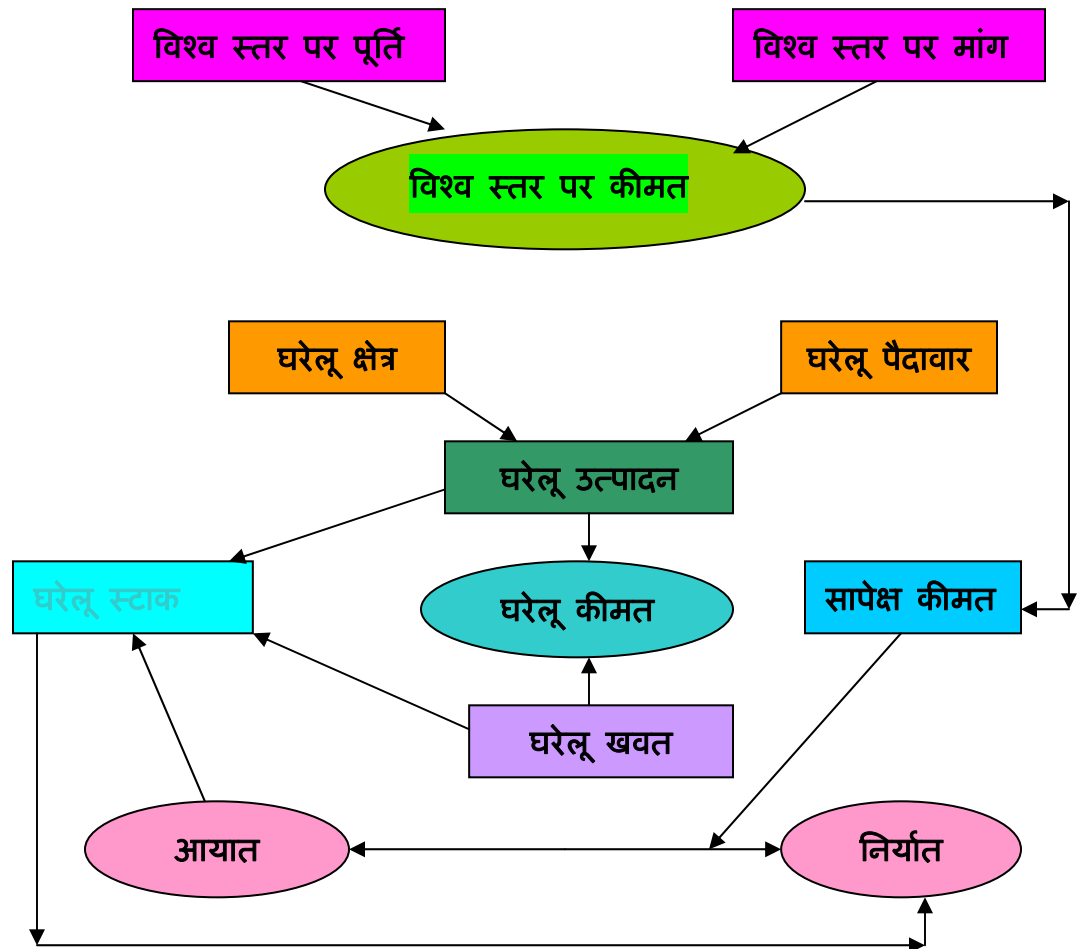 विश्व स्तर पर पूर्ति
विश्व स्तर पर मांग
विश्व स्तर पर कीमत
घरेलू क्षेत्र
घरेलू पैदावार
घरेलू उत्पादन
घरेलू स्टाक
घरेलू कीमत
सापेक्ष कीमत
घरेलू खवत
आयात
निर्यात